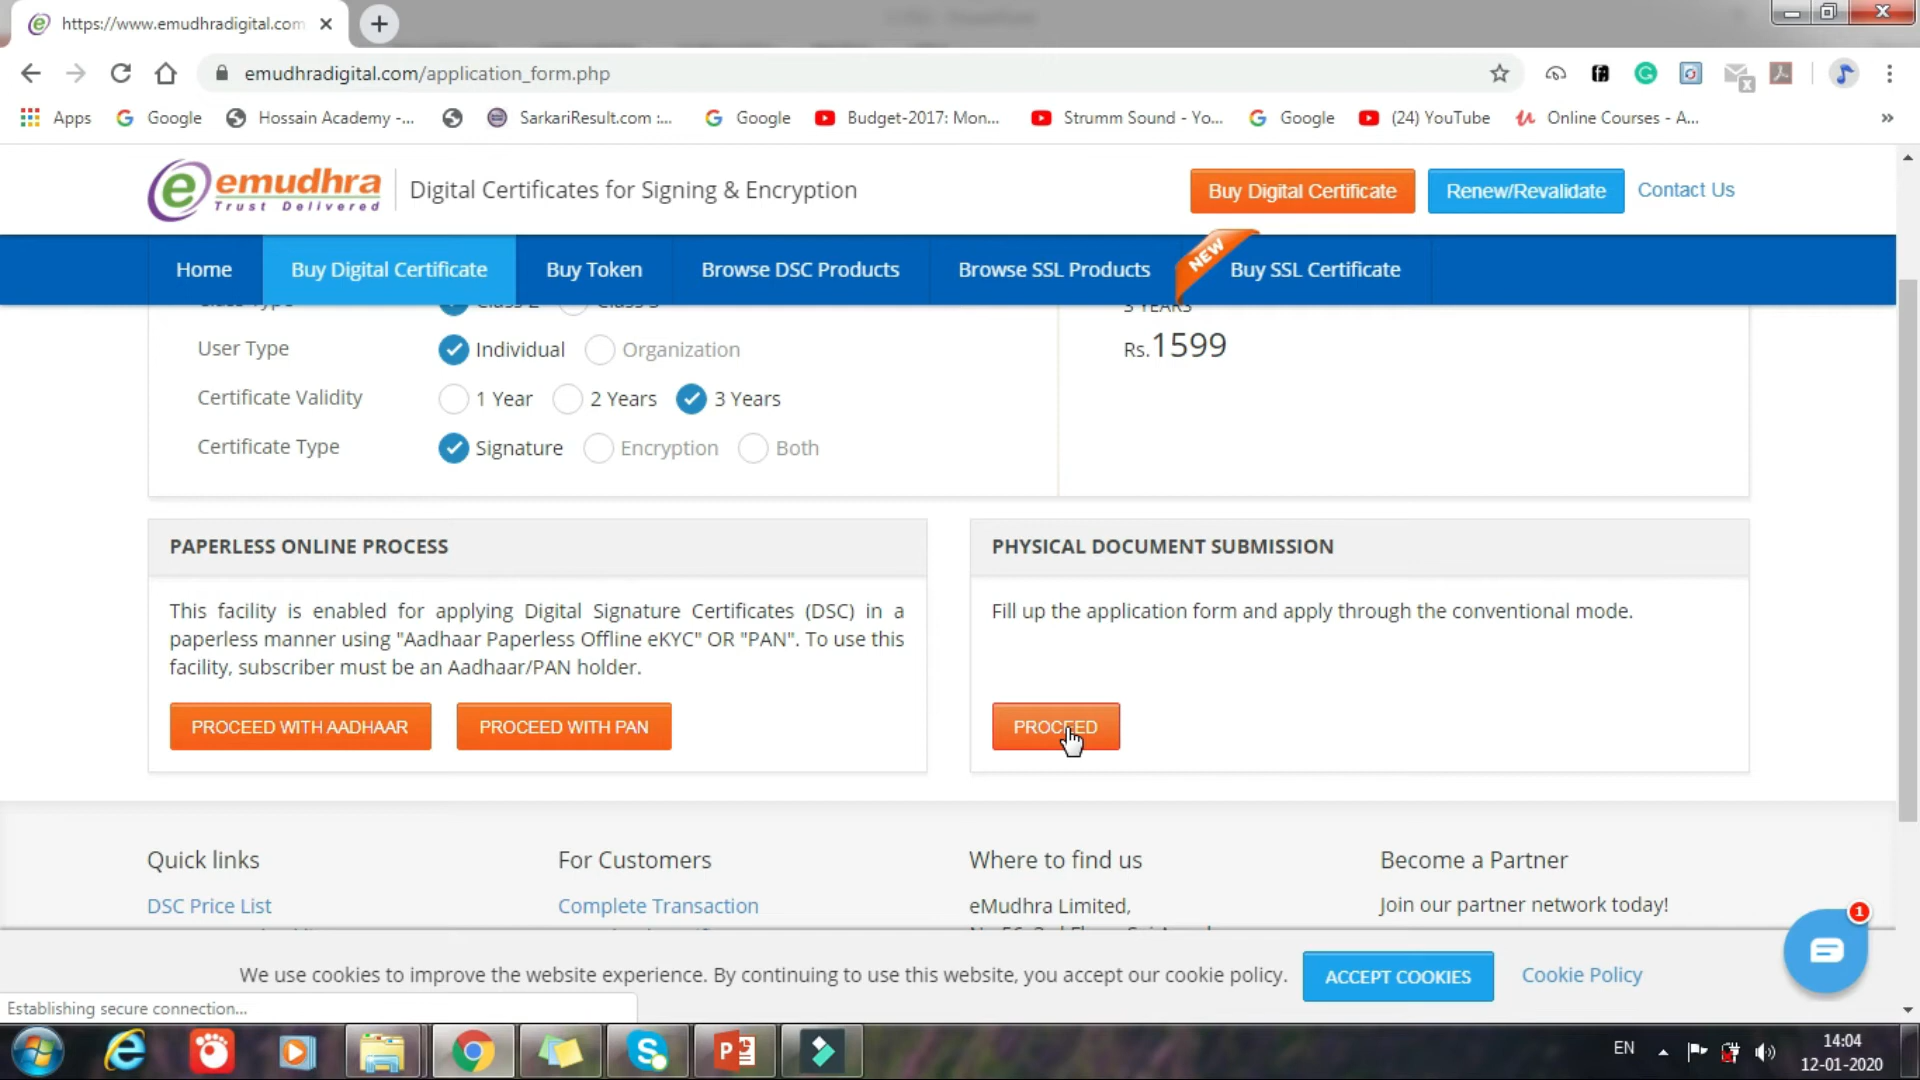 https://www.emudhradigital.com
emudhradigital.com/application_form.php
Apps Google Hossain Academy -... SarkariResult.com :... Google Budget-2017: Mon... Strumm Sound - Yo... Google (24) YouTube Online Courses - A... »
emudhra
Trust Delivered
Digital Certificates for Signing & Encryption
Buy Digital Certificate Renew/Revalidate Contact Us
Home Buy Digital Certificate Buy Token Browse DSC Products Browse SSL Products NEW Buy SSL Certificate
3 YEARS
User Type Individual Organization
Rs.1599
Certificate Validity 1 Year 2 Years 3 Years
Certificate Type Signature Encryption Both
PAPERLESS ONLINE PROCESS
This facility is enabled for applying Digital Signature Certificates (DSC) in a
paperless manner using "Aadhaar Paperless Offline eKYC" OR "PAN". To use this
facility, subscriber must be an Aadhaar/PAN holder.
PROCEED WITH AADHAAR PROCEED WITH PAN
PHYSICAL DOCUMENT SUBMISSION
Fill up the application form and apply through the conventional mode.
PROCEED
Quick links
DSC Price List
For Customers
Complete Transaction
Where to find us
eMudhra Limited,
Become a Partner
Join our partner network today!
1
We use cookies to improve the website experience. By continuing to use this website, you accept our cookie policy. ACCEPT COOKIES Cookie Policy
Establishing secure connection...
EN
14:04
12-01-2020